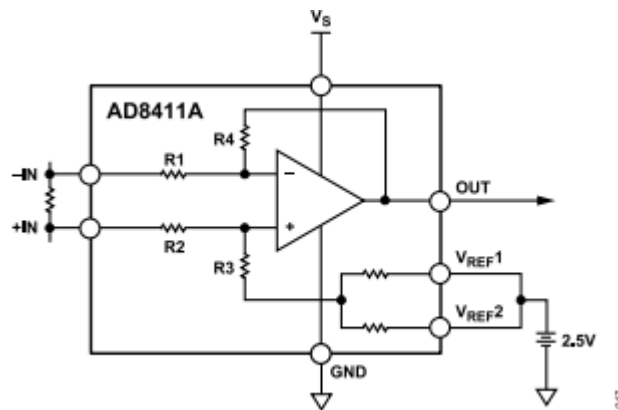 VS
AD8411A
R4
R1
–IN
−
OUT
+IN
+
R2
R3
VREF1
VREF2
2.5V
GND